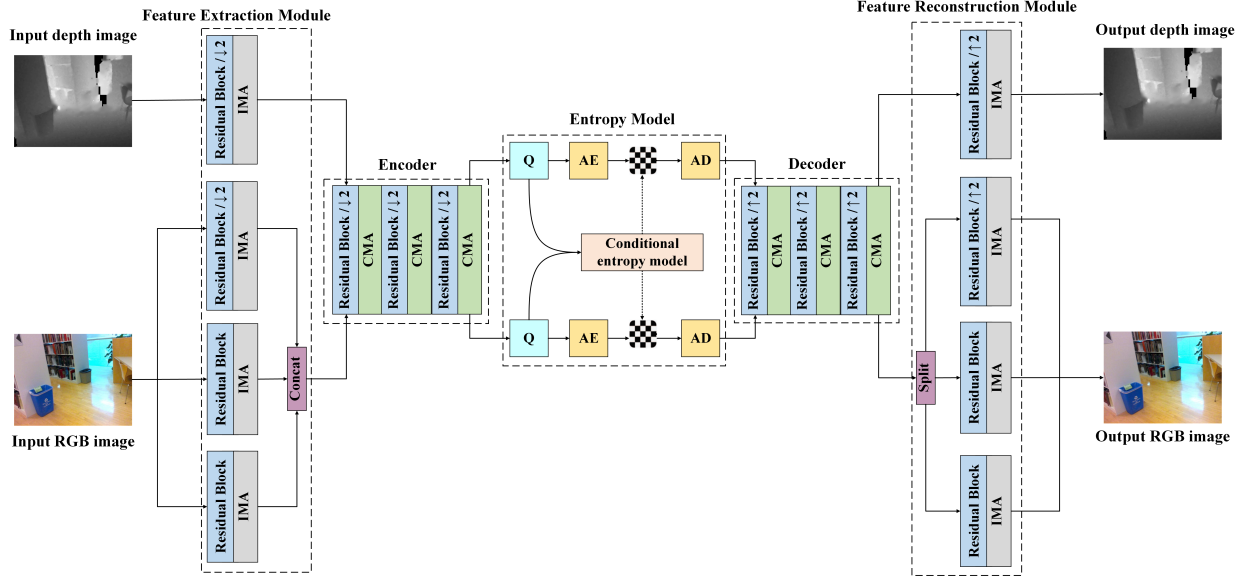 Feature Extraction Module
Feature Reconstruction Module
Input depth image
Output depth image
Residual Block /↓2
IMA
Residual Block /↑2
IMA
Entropy Model
Encoder
Decoder
Q
AE
AD
Residual Block /↓2
IMA
Residual Block /↓2
CMA
Residual Block /↓2
CMA
Residual Block /↓2
CMA
Conditional
entropy model
Residual Block /↑2
CMA
Residual Block /↑2
CMA
Residual Block /↑2
CMA
Residual Block /↑2
IMA
Q
AE
AD
Residual Block
IMA
Concat
Split
Residual Block
IMA
Input RGB image
Output RGB image
Residual Block
IMA
Residual Block
IMA